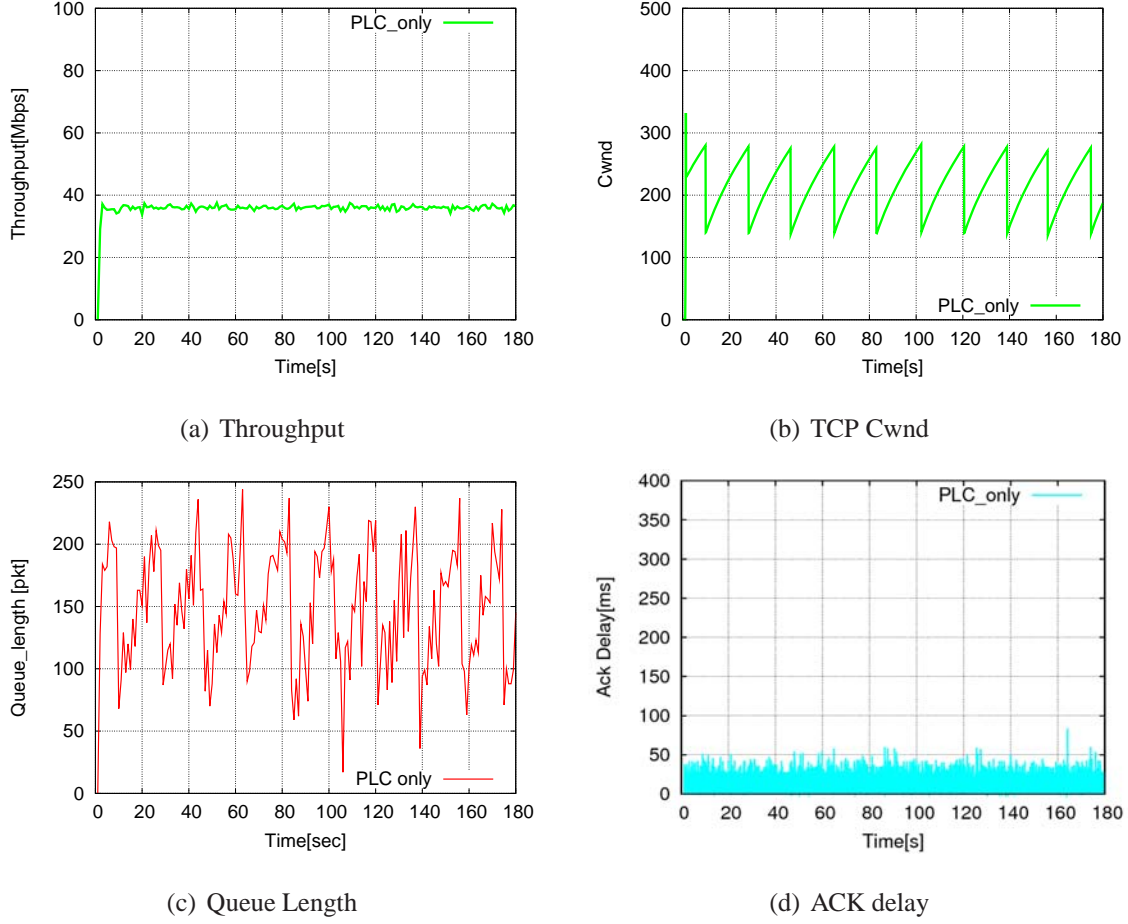 PLC_only
Throughput[Mbps]
100
80
60
40
20
0
0 20 40 60 80 100 120 140 160 180
Time[s]
(a) Throughput
PLC_only
Cwnd
500
400
300
200
100
0
0 20 40 60 80 100 120 140 160 180
Time[s]
(b) TCP Cwnd
PLC only
Queue_length [pkt]
250
200
150
100
50
0
0 20 40 60 80 100 120 140 160 180
Time[sec]
(c) Queue Length
PLC_only
Ack Delay[ms]
400
350
300
250
200
150
100
50
0
0 20 40 60 80 100 120 140 160 180
Time[s]
(d) ACK delay